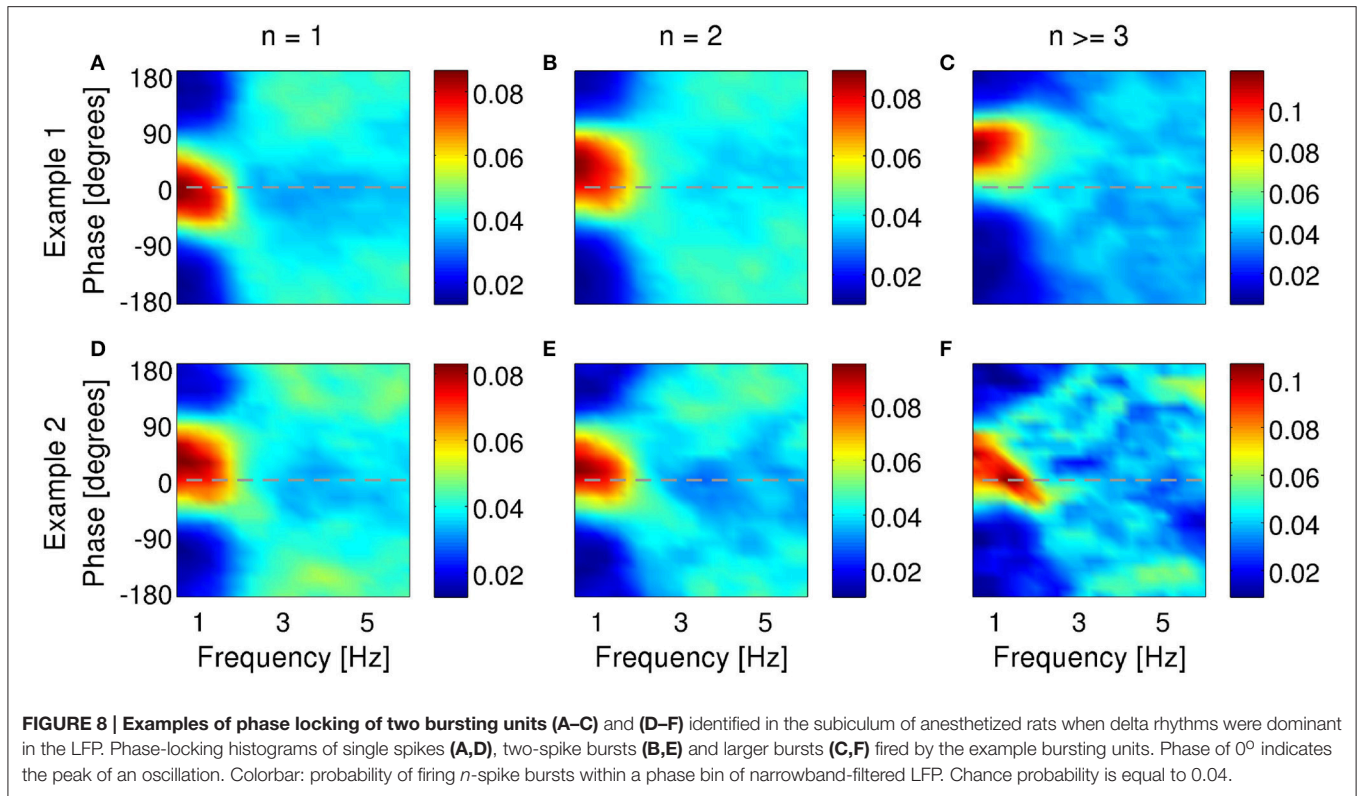 n = 1
n = 2
n >= 3
A
B
C
Example 1
Phase [degrees]
180
90
0
-90
-180
0.08
0.06
0.04
0.02
0.08
0.06
0.04
0.02
0.1
0.08
0.06
0.04
0.02
D
E
F
Example 2
Phase [degrees]
180
90
0
-90
-180
0.08
0.06
0.04
0.02
0.08
0.06
0.04
0.02
0.1
0.08
0.06
0.04
0.02
1 3 5
1 3 5
1 3 5
Frequency [Hz]
Frequency [Hz]
Frequency [Hz]
FIGURE 8 | Examples of phase locking of two bursting units (A–C) and (D–F) identified in the subiculum of anesthetized rats when delta rhythms were dominant
in the LFP. Phase-locking histograms of single spikes (A,D), two-spike bursts (B,E) and larger bursts (C,F) fired by the example bursting units. Phase of 0° indicates
the peak of an oscillation. Colorbar: probability of firing n-spike bursts within a phase bin of narrowband-filtered LFP. Chance probability is equal to 0.04.